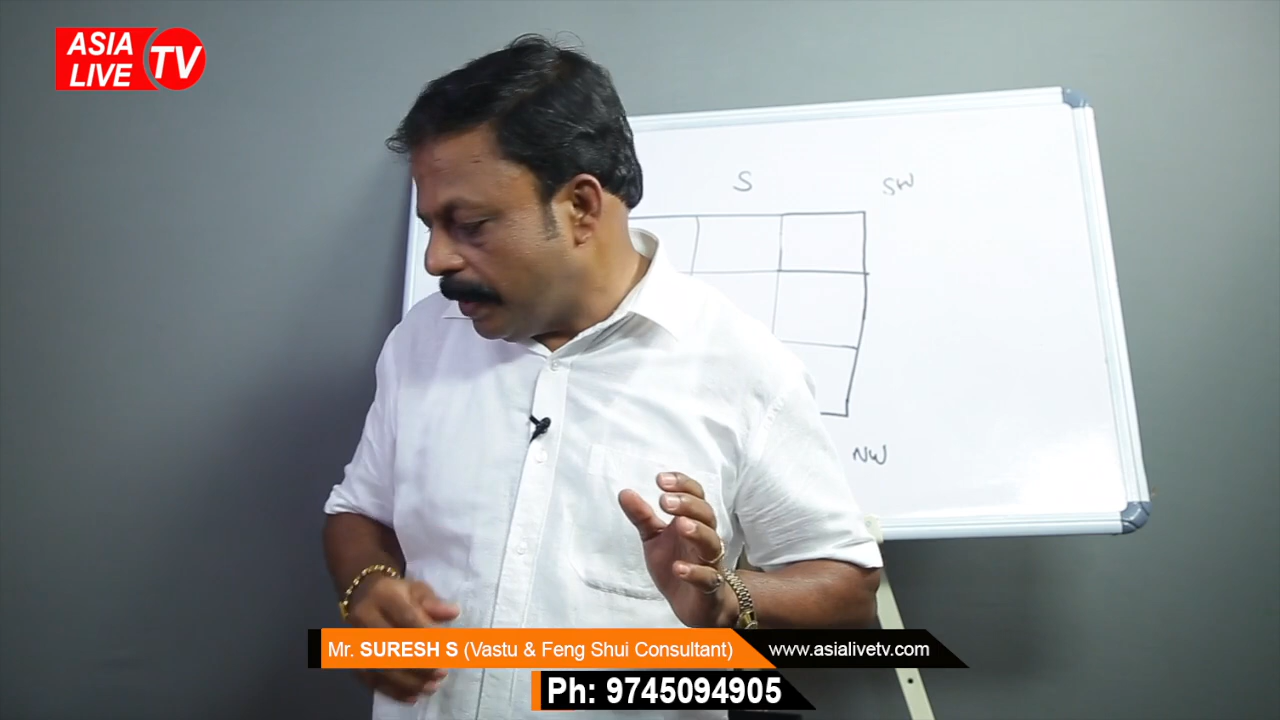 ASIA
LIVE
TV
S
SW
NW
Mr. SURESH S (Vastu & Feng Shui Consultant)
www.asialivetv.com
Ph: 9745094905